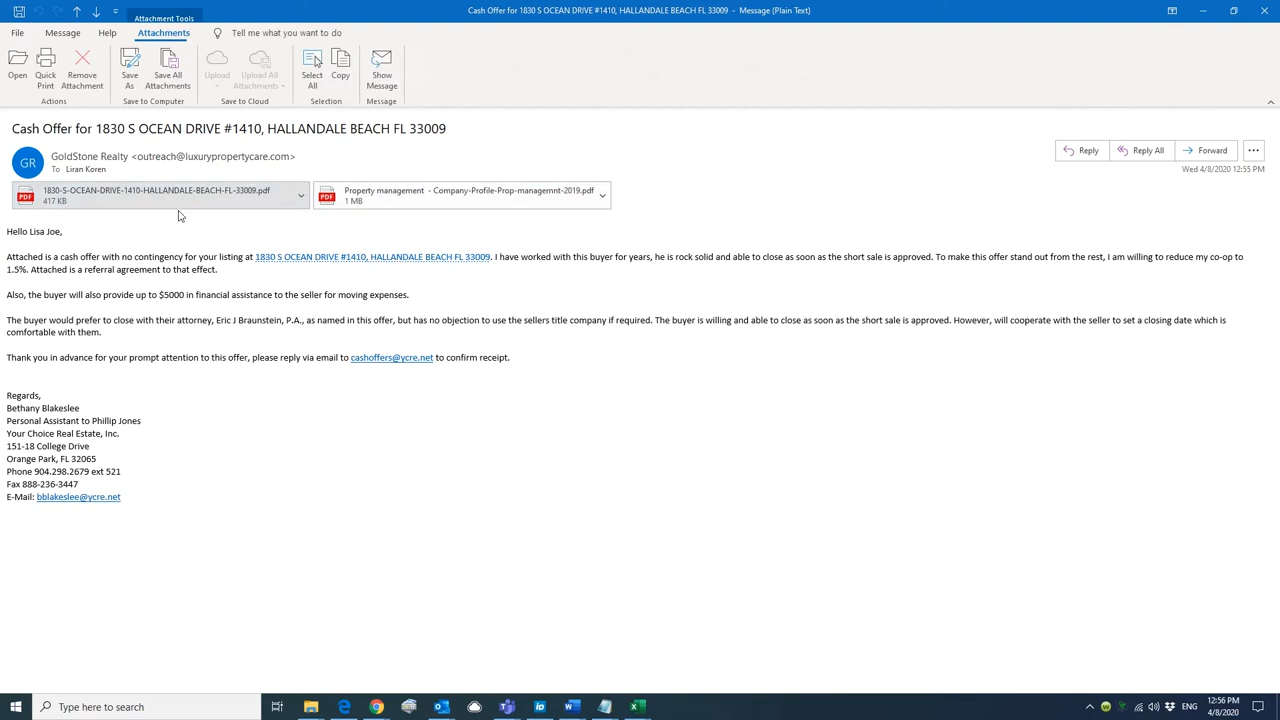 Attachment Tools
Cash Offer for 1830 S OCEAN DRIVE #1410, HALLANDALE BEACH FL 33009 - Message (Plain Text)
File Message Help Attachments Tell me what you want to do
Open
Quick Print
Remove Attachment
Save As
Save All Attachments
Upload
Upload All Attachments
Select All
Copy
Show Message
Actions Save to Computer Save to Cloud Selection Message
Cash Offer for 1830 S OCEAN DRIVE #1410, HALLANDALE BEACH FL 33009
GR
GoldStone Realty <outreach@luxurypropertycare.com>
To Liran Koren
Reply Reply All Forward
Wed 4/8/2020 12:55 PM
PDF 1830-S-OCEAN-DRIVE-1410-HALLANDALE-BEACH-FL-33009.pdf
417 KB
PDF Property management - Company-Profile-Prop-managemnt-2019.pdf
1 MB
Hello Lisa Joe,
Attached is a cash offer with no contingency for your listing at 1830 S OCEAN DRIVE #1410, HALLANDALE BEACH FL 33009. I have worked with this buyer for years, he is rock solid and able to close as soon as the short sale is approved. To make this offer stand out from the rest, I am willing to reduce my co-op to
1.5%. Attached is a referral agreement to that effect.
Also, the buyer will also provide up to $5000 in financial assistance to the seller for moving expenses.
The buyer would prefer to close with their attorney, Eric J Braunstein, P.A., as named in this offer, but has no objection to use the sellers title company if required. The buyer is willing and able to close as soon as the short sale is approved. However, will cooperate with the seller to set a closing date which is
comfortable with them.
Thank you in advance for your prompt attention to this offer, please reply via email to cashoffers@ycre.net to confirm receipt.
Regards,
Bethany Blakeslee
Personal Assistant to Phillip Jones
Your Choice Real Estate, Inc.
151-18 College Drive
Orange Park, FL 32065
Phone 904.298.2679 ext 521
Fax 888-236-3447
E-Mail: bblakeslee@ycre.net
Type here to search
ENG
12:56 PM
4/8/2020